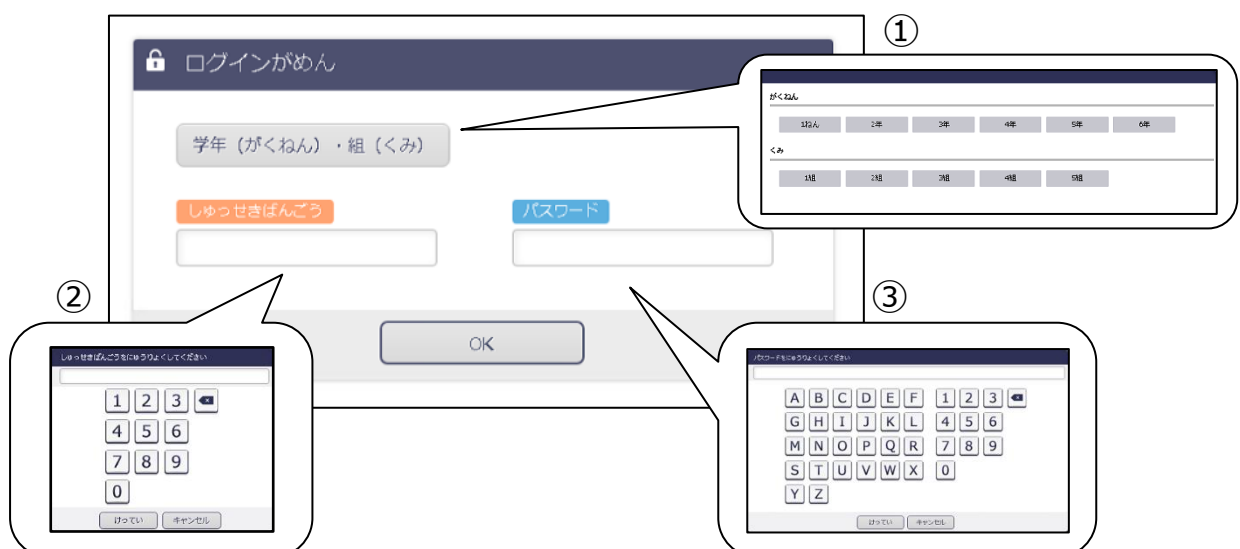 ①
ログインがめん
がくねん
1ねん 2年 3年 4年 5年 6年
学年（がくねん）・組（くみ）
くみ
1組 2組 3組 4組 5組
しゅっせきばんごう パスワード
②
③
OK
しゅっせきばんごうをにゅうりょくしてください
1 2 3
4 5 6
7 8 9
0
けってい キャンセル
パスワードをにゅうりょくしてください
A B C D E F 1 2 3
G H I J K L 4 5 6
M N O P Q R 7 8 9
S T U V W X 0
Y Z
けってい キャンセル